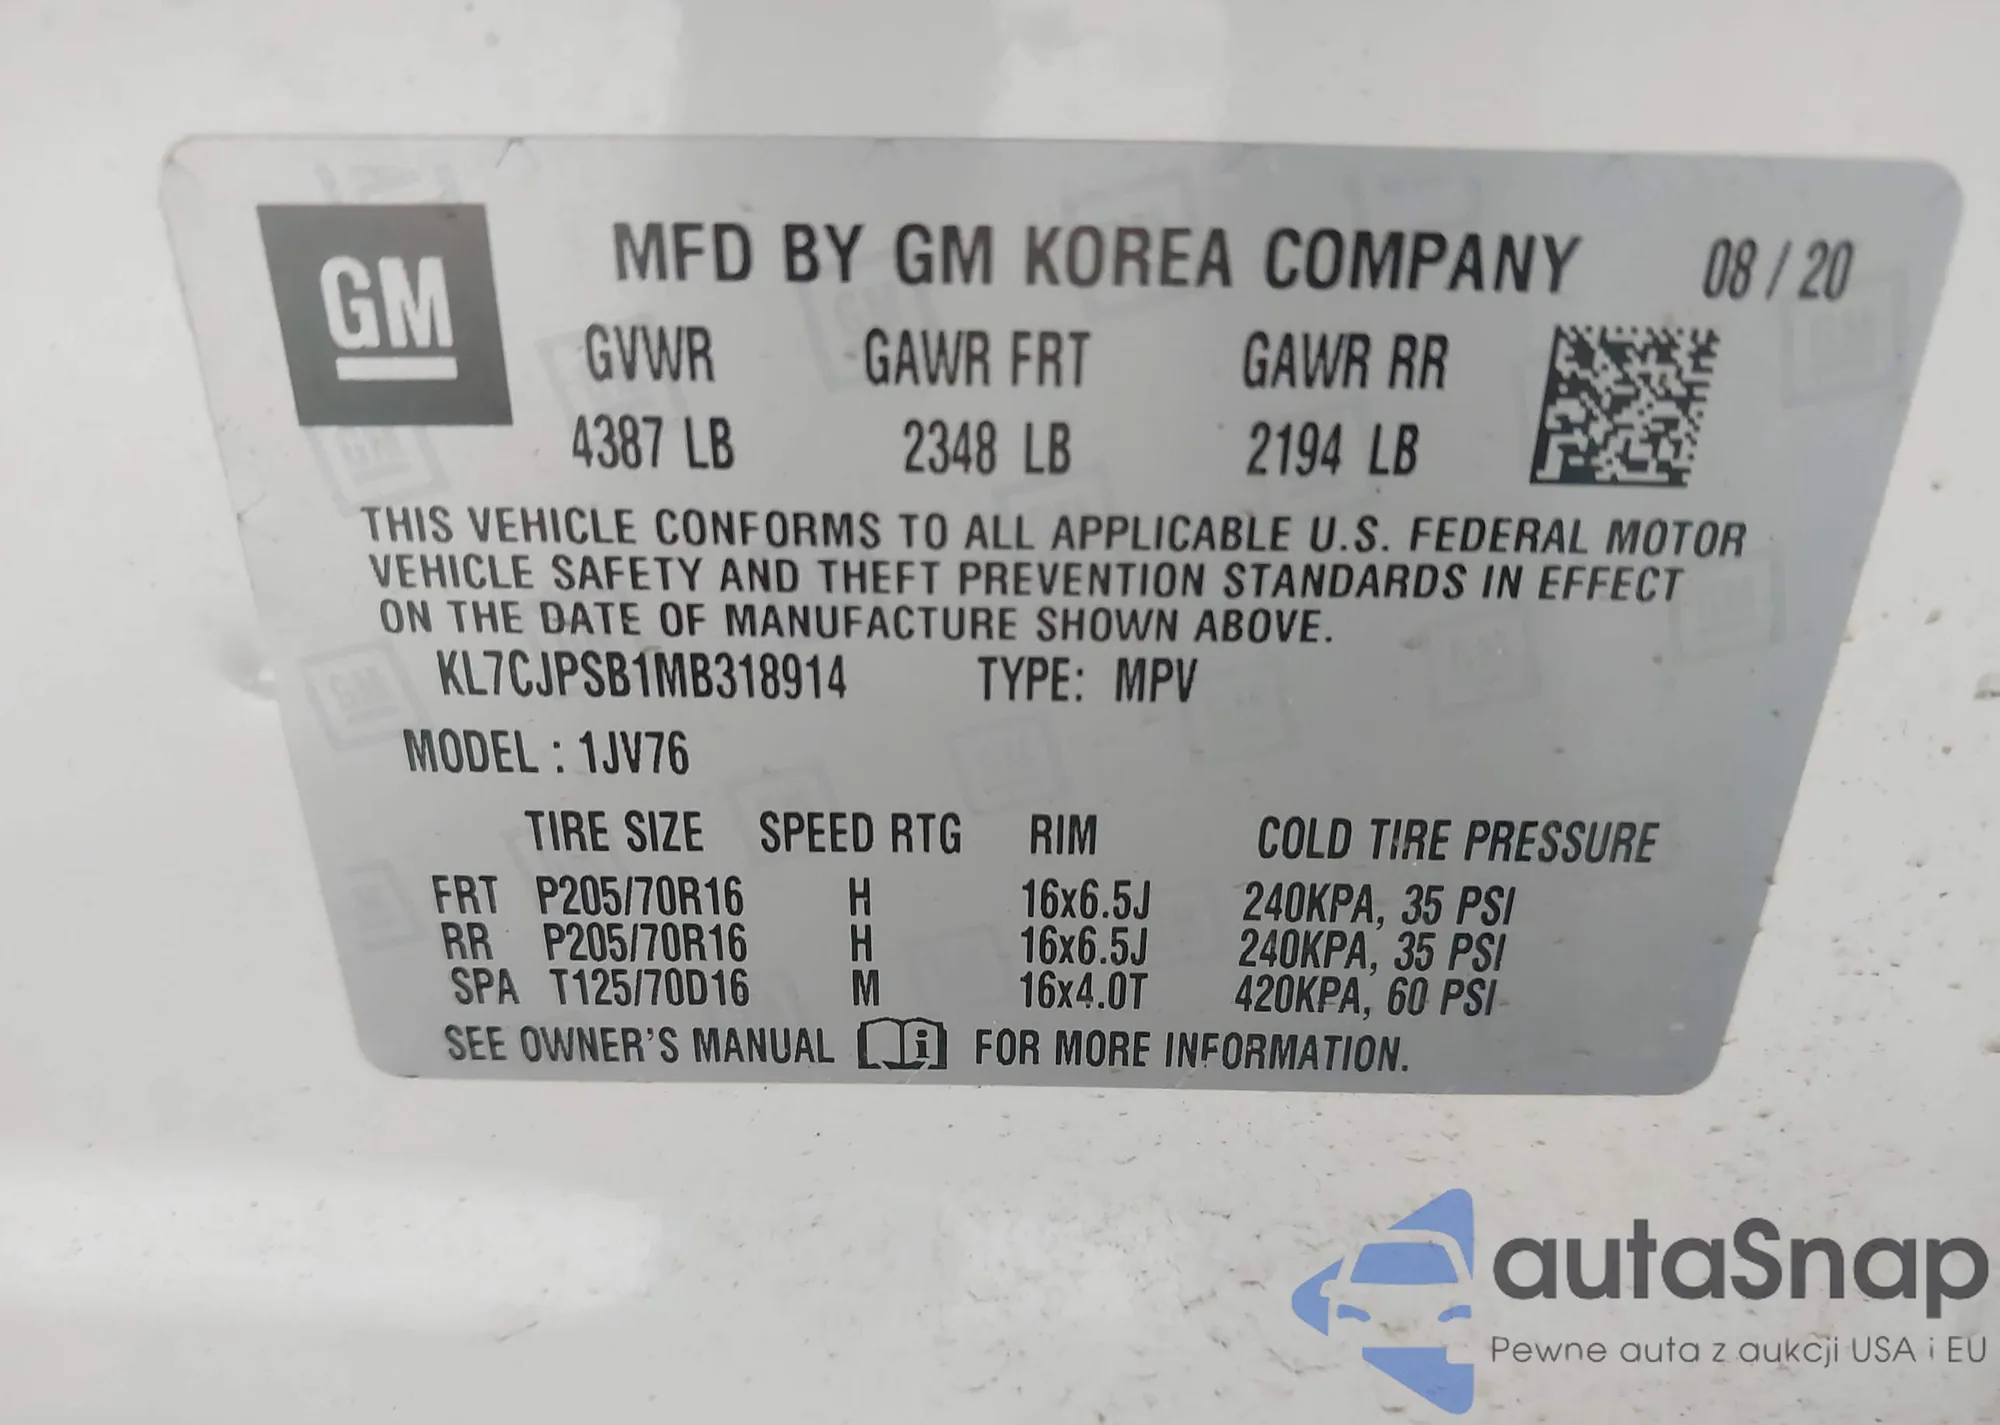 GM
MFD BY GM KOREA COMPANY 08 / 20
GVWR GAWR FRT GAWR RR
4387 LB 2348 LB 2194 LB
THIS VEHICLE CONFORMS TO ALL APPLICABLE U.S. FEDERAL MOTOR
VEHICLE SAFETY AND THEFT PREVENTION STANDARDS IN EFFECT
ON THE DATE OF MANUFACTURE SHOWN ABOVE.
KL7CJPSB1MB318914 TYPE: MPV
MODEL : 1JV76
TIRE SIZE SPEED RTG RIM COLD TIRE PRESSURE
FRT P205/70R16 H 16x6.5J 240KPA, 35 PSI
RR P205/70R16 H 16x6.5J 240KPA, 35 PSI
SPA T125/70D16 M 16x4.0T 420KPA, 60 PSI
SEE OWNER'S MANUAL i FOR MORE INFORMATION.
autaSnap
Pewne auta z aukcji USA i EU